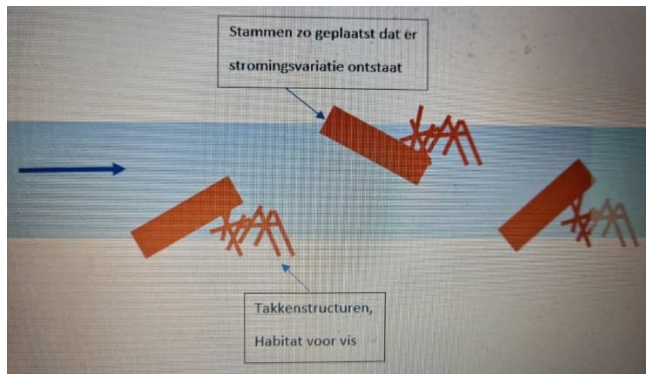 Stammen zo geplaatst dat er
stromingsvariatie ontstaat
Takkenstructuren,
Habitat voor vis